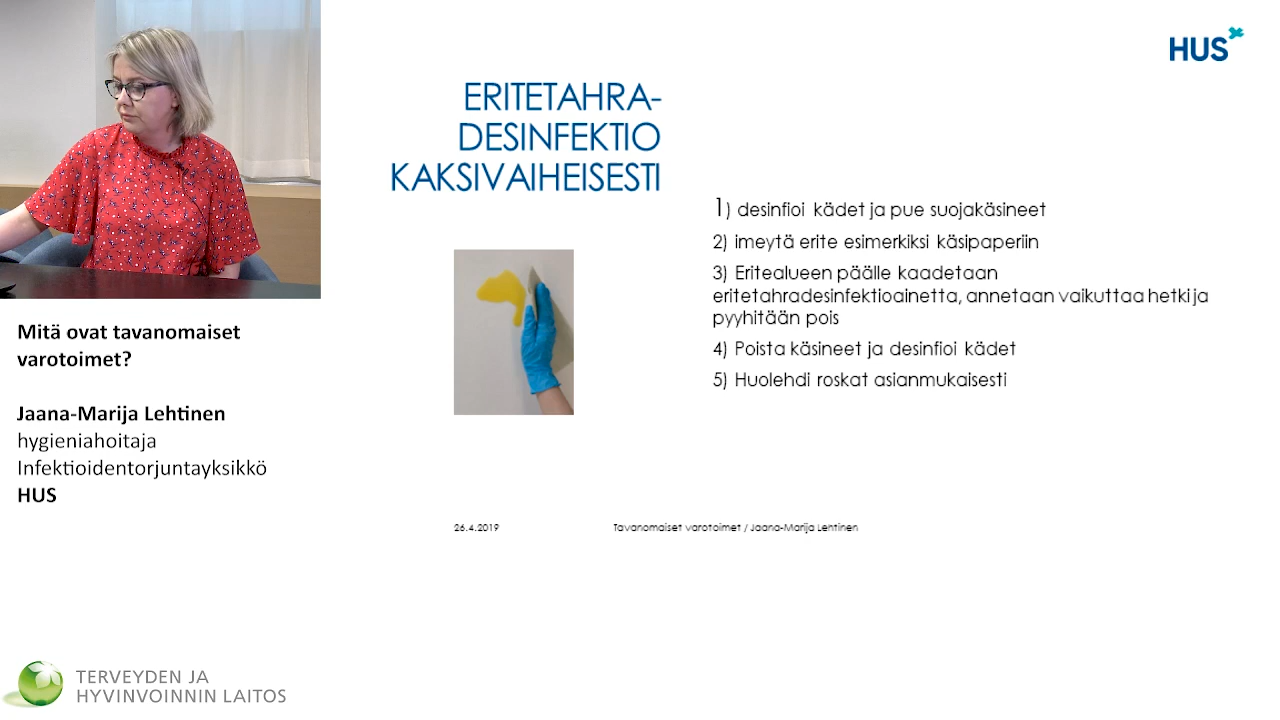 HUS
ERITETAHRA-
DESINFEKTIO
KAKSIVAIHEISESTI
1) desinfioi kädet ja pue suojakäsineet
2) imeytä erite esimerkiksi käsipaperiin
3) Eritealueen päälle kaadetaan
eritetahradesinfektioainetta, annetaan vaikuttaa hetki ja
pyyhitään pois
4) Poista käsineet ja desinfioi kädet
5) Huolehdi roskat asianmukaisesti
26.4.2019
Tavanomaiset varotoimet / Jaana-Marija Lehtinen
Mitä ovat tavanomaiset
varotoimet?
Jaana-Marija Lehtinen
hygieniahoitaja
Infektioidentorjuntayksikkö
HUS
TERVEYDEN JA
HYVINVOINNIN LAITOS